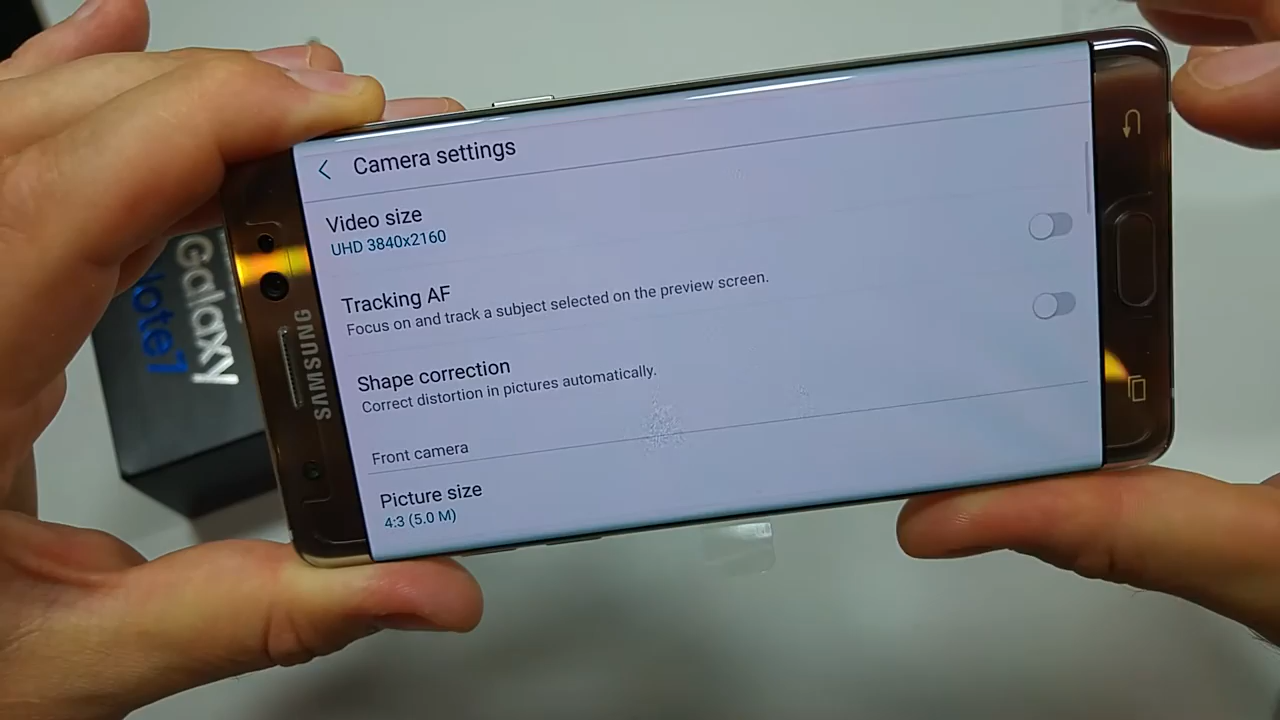 Camera settings
Video size
UHD 3840x2160
Tracking AF
Focus on and track a subject selected on the preview screen.
Shape correction
Correct distortion in pictures automatically.
Front camera
Picture size
4:3 (5.0 M)
SAMSUNG
Galaxy
Note7